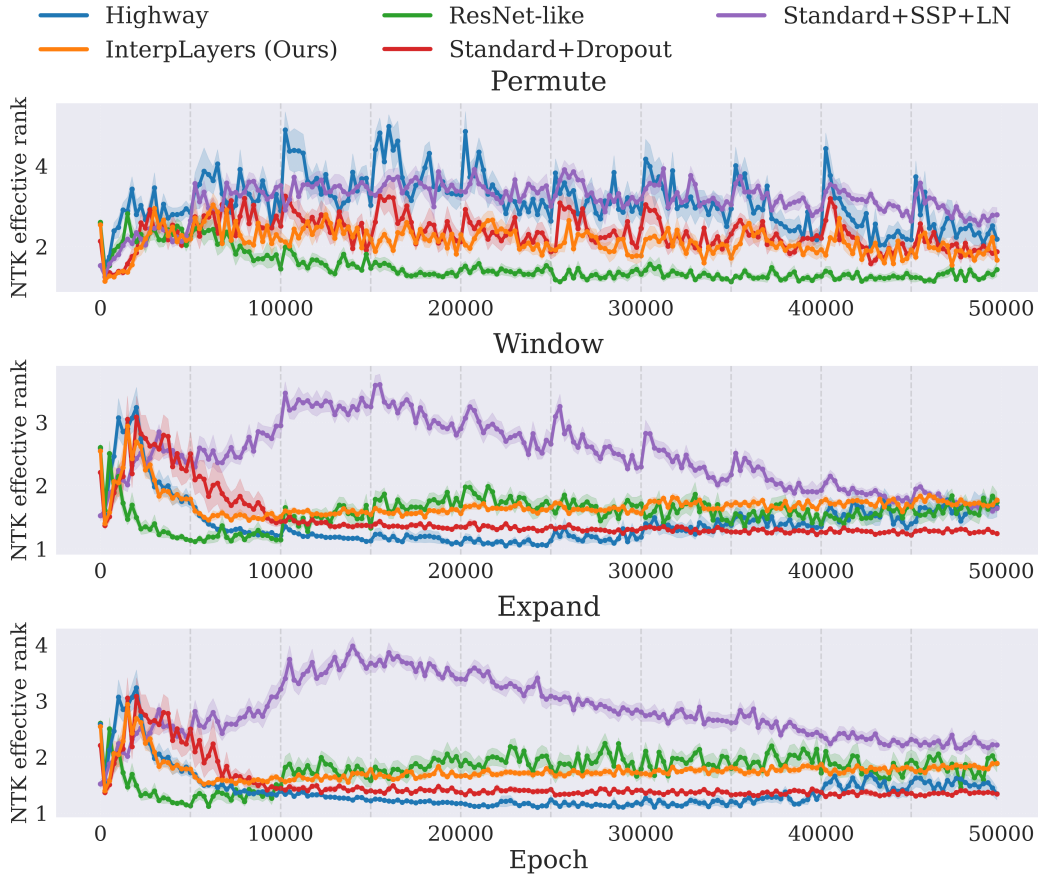 Highway
ResNet-like
Standard+SSP+LN
InterpLayers (Ours)
Standard+Dropout
Permute
NTK effective rank
4
2
0 10000 20000 30000 40000 50000
Window
NTK effective rank
3
2
1
0 10000 20000 30000 40000 50000
Expand
NTK effective rank
4
3
2
1
0 10000 20000 30000 40000 50000
Epoch